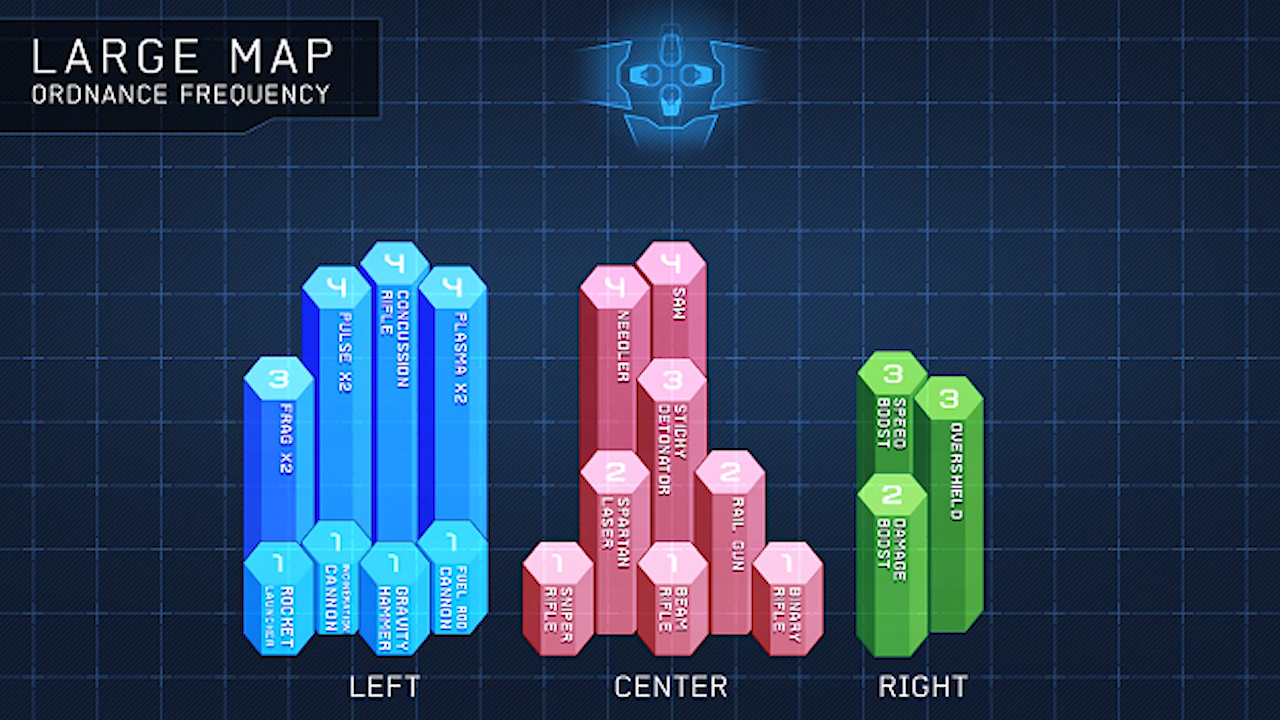 LARGE MAP
ORDNANCE FREQUENCY
3
FRAG X2
4
PULSE X2
4
CONCUSSION
RIFLE
4
PLASMA X2
1
ROCKET
LAUNCHER
1
INCINERATION
CANNON
1
GRAVITY
HAMMER
1
FUEL ROD
CANNON
LEFT
4
NEEDLER
4
SAW
3
STICKY
DETONATOR
2
SPARTAN
LASER
2
RAIL GUN
1
SNIPER
RIFLE
1
BEAM
RIFLE
1
BINARY
RIFLE
CENTER
3
SPEED
BOOST
3
OVERSHIELD
2
DAMAGE
BOOST
RIGHT